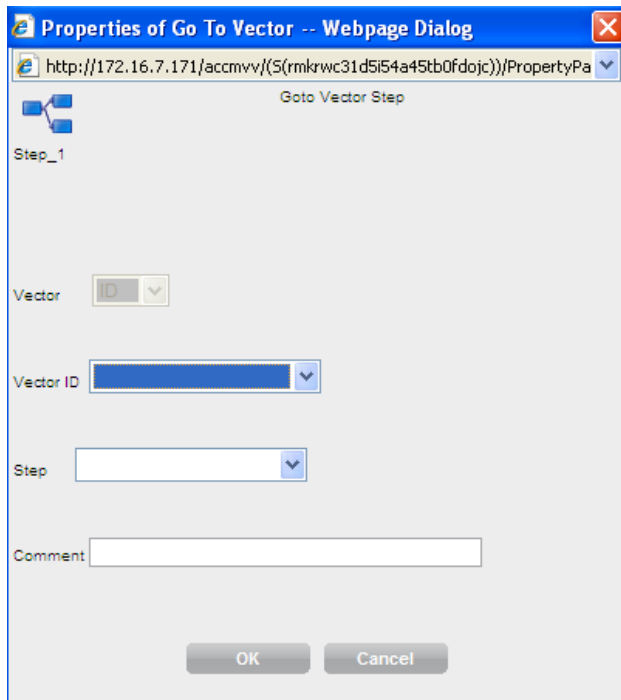 Properties of Go To Vector -- Webpage Dialog
http://172.16.7.171/accmvv/(S(rmkrwc31d5i54a45tb0fdojc))/PropertyPa
Goto Vector Step
Step_1
Vector ID
Vector ID
Step
Comment
OK Cancel